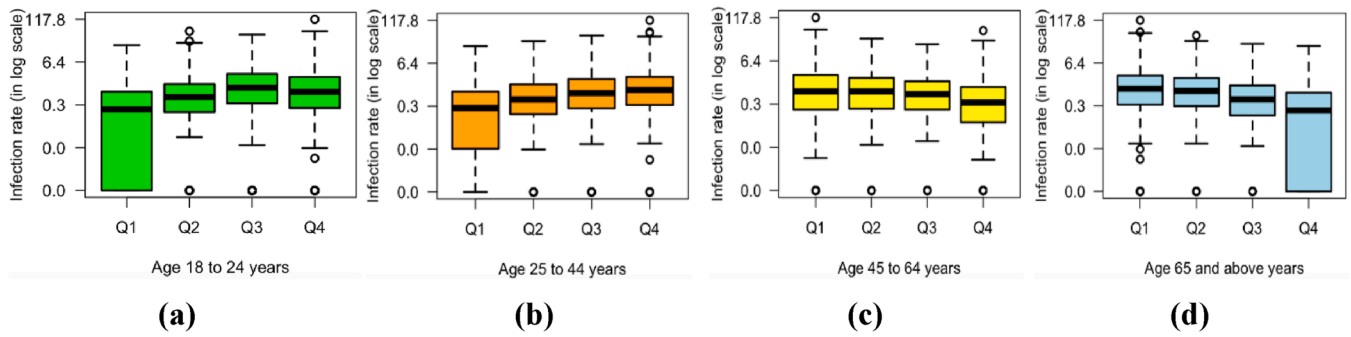 Infection rate (in log scale)
117.8
6.4
0.3
0.0
0.0
Q1 Q2 Q3 Q4
Age 18 to 24 years
(a)
Infection rate (in log scale)
117.8
6.4
0.3
0.0
0.0
Q1 Q2 Q3 Q4
Age 25 to 44 years
(b)
Infection rate (in log scale)
117.8
6.4
0.3
0.0
0.0
Q1 Q2 Q3 Q4
Age 45 to 64 years
(c)
Infection rate (in log scale)
117.8
6.4
0.3
0.0
0.0
Q1 Q2 Q3 Q4
Age 65 and above years
(d)